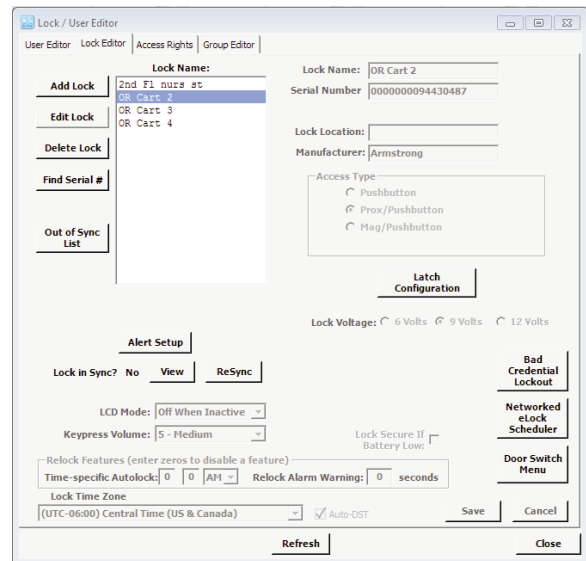 Lock / User Editor
User Editor Lock Editor Access Rights Group Editor
Lock Name:
Add Lock
Edit Lock
Delete Lock
Find Serial #
Out of Sync
List
2nd Fl nurs st
OR Cart 2
OR Cart 3
OR Cart 4
Lock Name: OR Cart 2
Serial Number 0000000094430487
Lock Location:
Manufacturer: Armstrong
Access Type
Pushbutton
Prox/Pushbutton
Mag/Pushbutton
Latch
Configuration
Lock Voltage: 6 Volts 9 Volts 12 Volts
Alert Setup
Lock in Sync? No View ReSync
Bad
Credential
Lockout
Networked
eLock
Scheduler
Door Switch
Menu
LCD Mode: Off When Inactive
Keypress Volume: 5 - Medium
Lock Secure If
Battery Low:
Relock Features (enter zeros to disable a feature)
Time-specific Autolock: 0 0 AM Relock Alarm Warning: 0 seconds
Lock Time Zone
(UTC-06:00) Central Time (US & Canada) Auto-DST
Save Cancel
Refresh Close